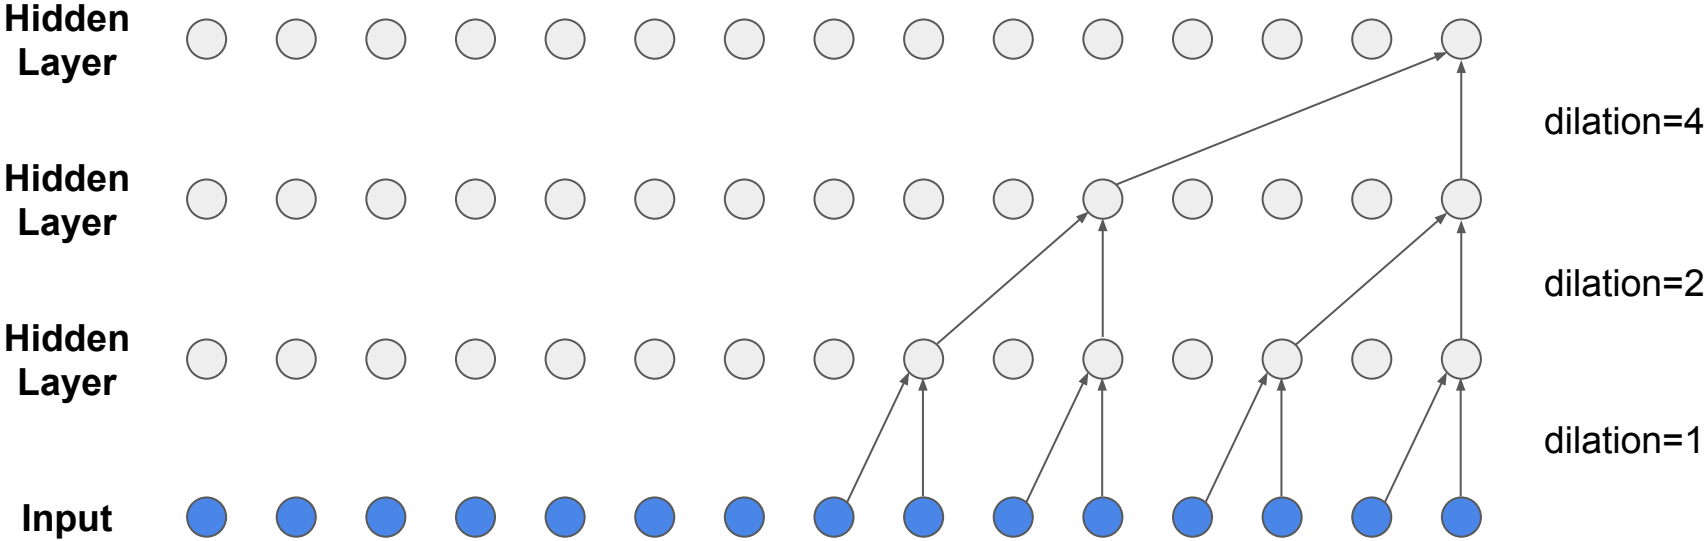 Hidden
Layer
dilation=4
Hidden
Layer
dilation=2
Hidden
Layer
dilation=1
Input